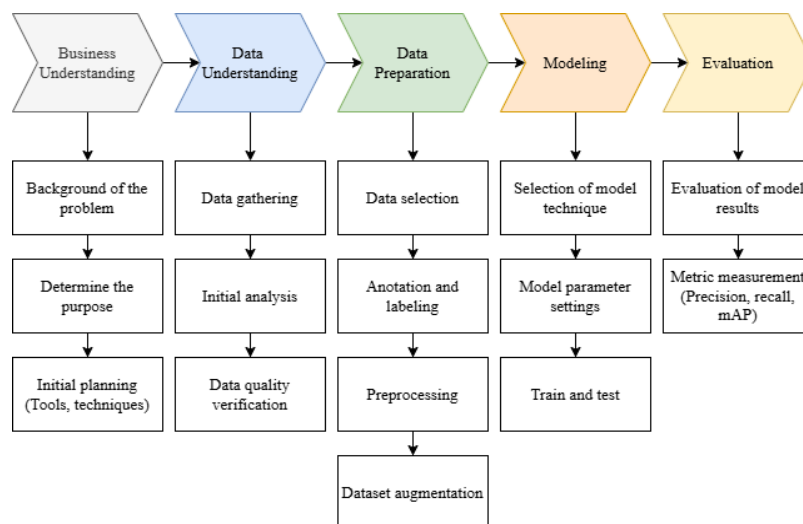 Business
Understanding
Data
Understanding
Data
Preparation
Modeling
Evaluation
Background of the
problem
Data gathering
Data selection
Selection of model
technique
Evaluation of model
results
Determine the
purpose
Initial analysis
Anotation and
labeling
Model parameter
settings
Metric measurement
(Precision, recall,
mAP)
Initial planning
(Tools, techniques)
Data quality
verification
Preprocessing
Train and test
Dataset augmentation